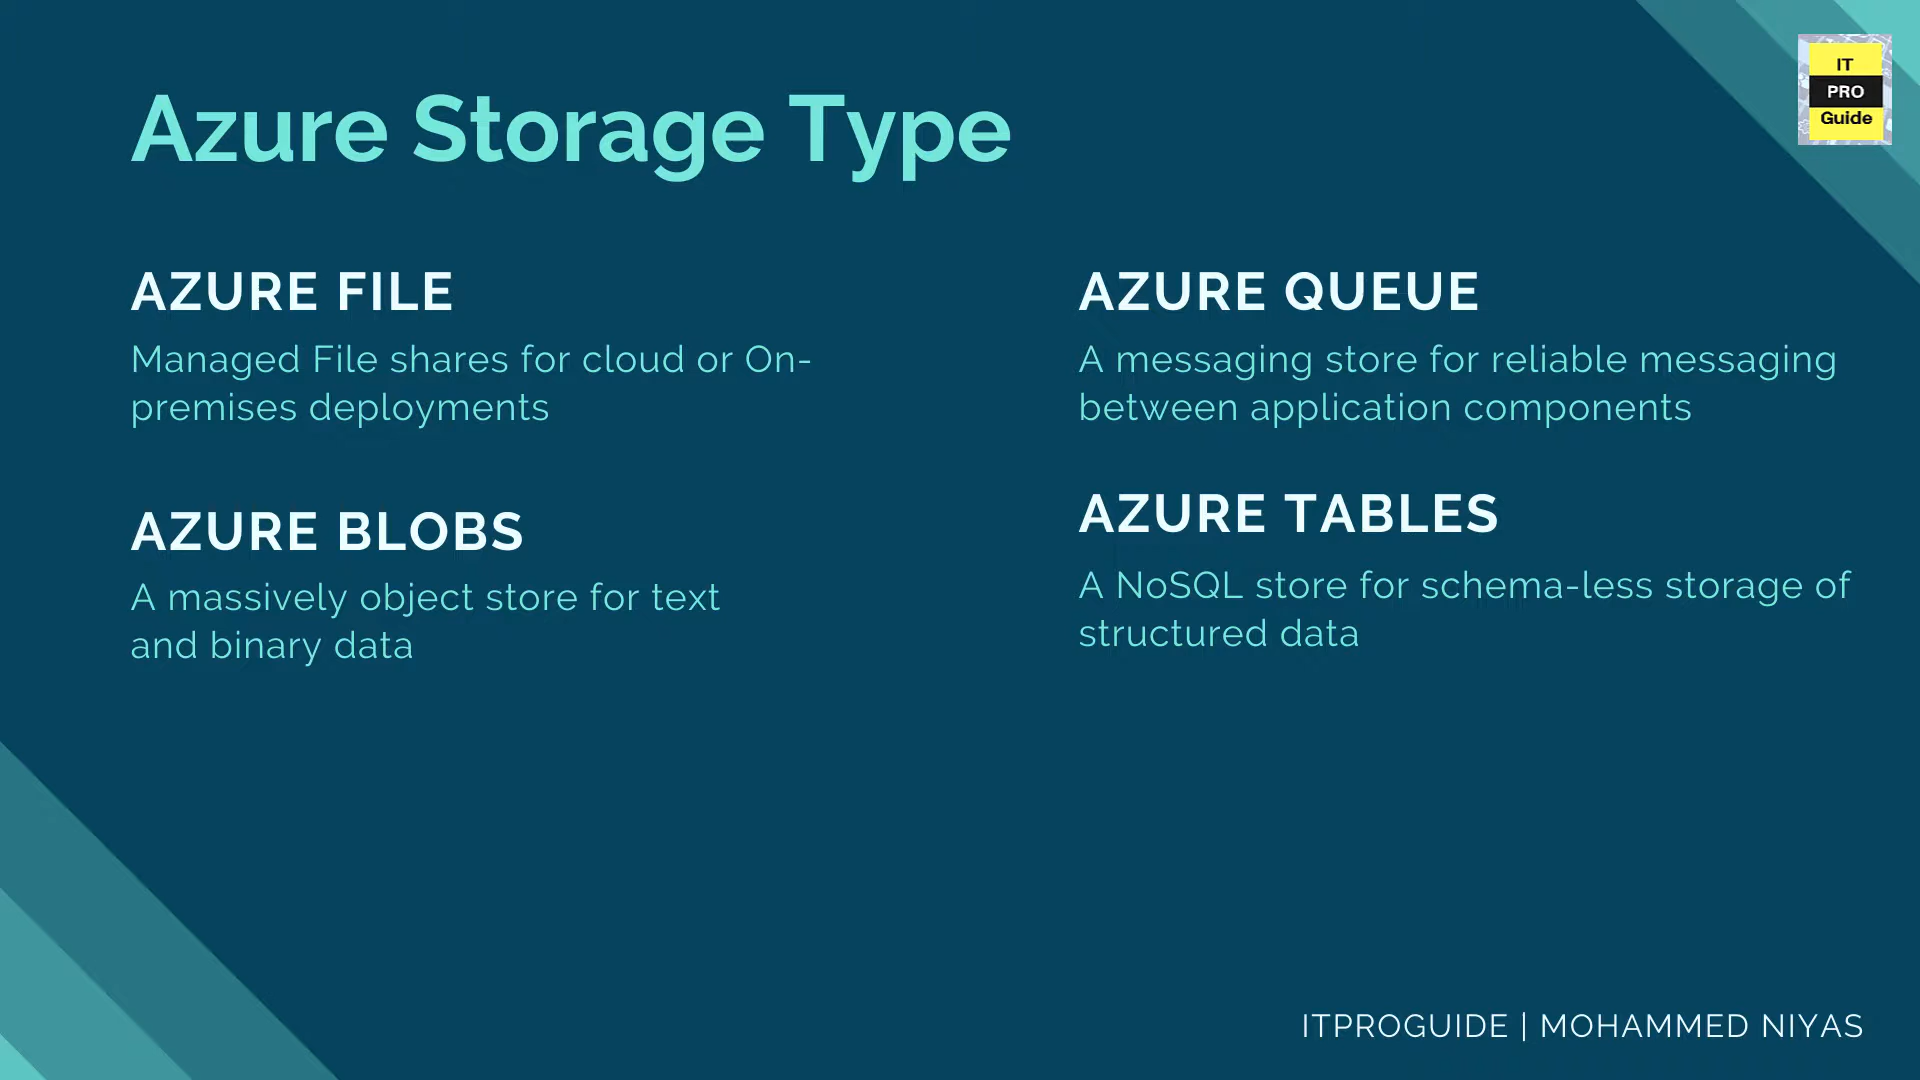 Azure Storage Type
IT
PRO
Guide
AZURE FILE
Managed File shares for cloud or On-
premises deployments
AZURE BLOBS
A massively object store for text
and binary data
AZURE QUEUE
A messaging store for reliable messaging
between application components
AZURE TABLES
A NoSQL store for schema-less storage of
structured data
ITPROGUIDE | MOHAMMED NIYAS